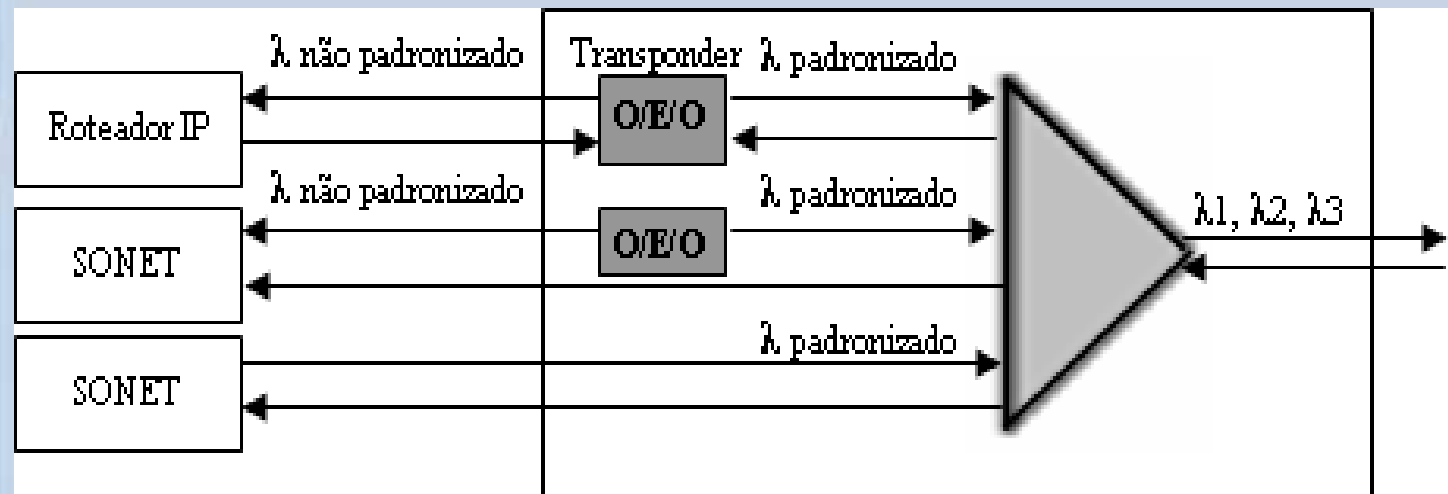 λ não padronizado
Transponder
λ padronizado
Roteador IP
O/E/O
λ não padronizado
λ padronizado
SONET
O/E/O
λ1, λ2, λ3
λ padronizado
SONET